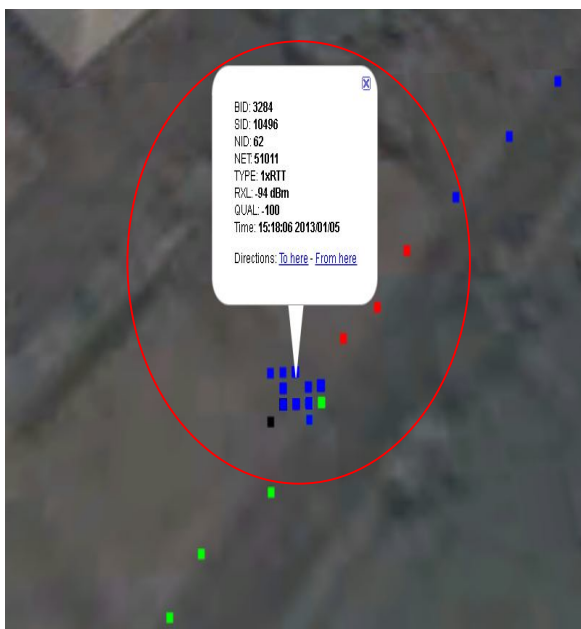 BID: 3284
SID: 10496
NID: 62
NET: 51011
TYPE: 1xRTT
RXL: -94 dBm
QUAL: -100
Time: 15:18:06 2013/01/05
Directions: To here - From here